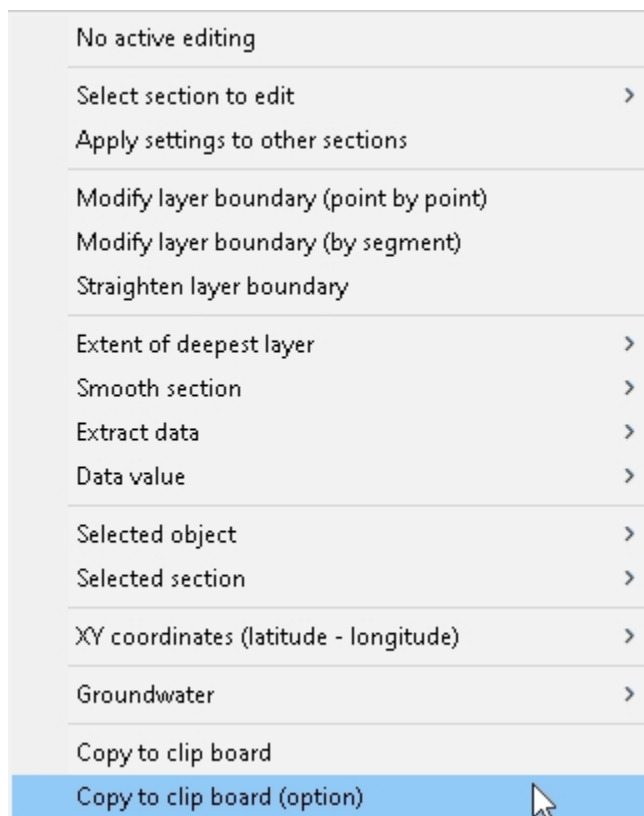 No active editing
Select section to edit
Apply settings to other sections
Modify layer boundary (point by point)
Modify layer boundary (by segment)
Straighten layer boundary
Extent of deepest layer
Smooth section
Extract data
Data value
Selected object
Selected section
XY coordinates (latitude - longitude)
Groundwater
Copy to clip board
Copy to clip board (option)